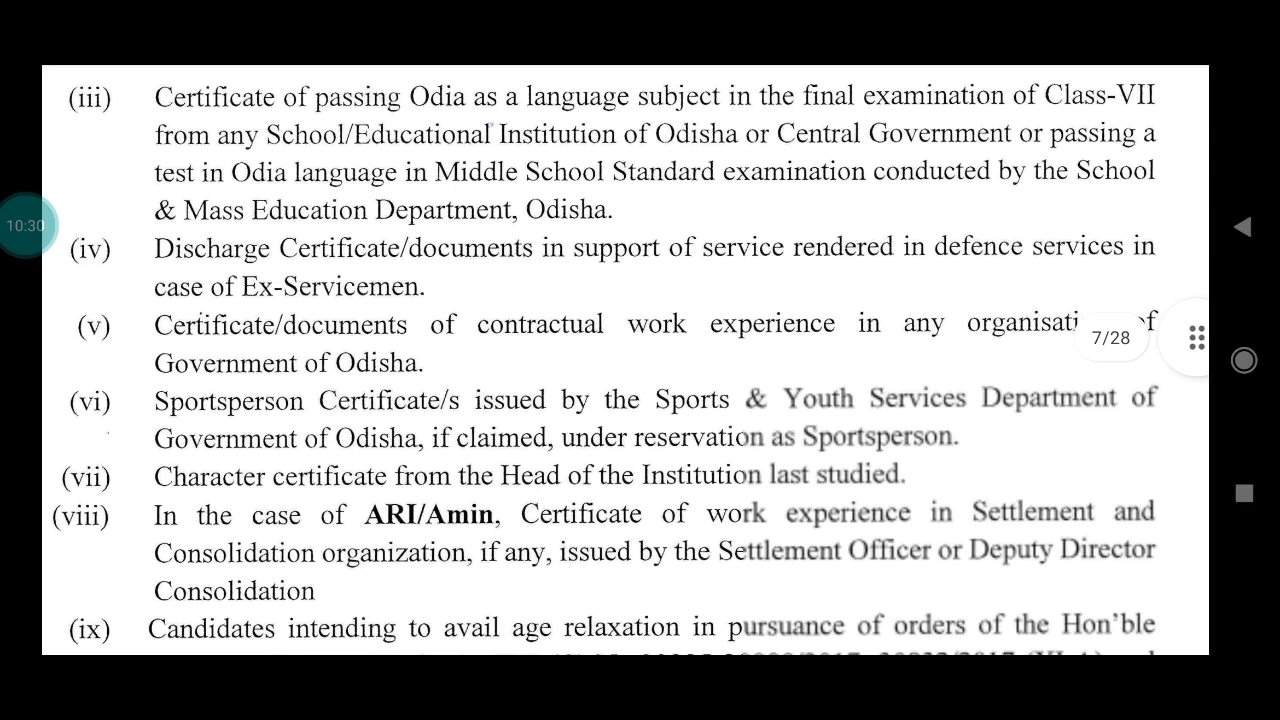 (iii) Certificate of passing Odia as a language subject in the final examination of Class-VII
from any School/Educational Institution of Odisha or Central Government or passing a
test in Odia language in Middle School Standard examination conducted by the School
& Mass Education Department, Odisha.
10:30
(iv) Discharge Certificate/documents in support of service rendered in defence services in
case of Ex-Servicemen.
(v) Certificate/documents of contractual work experience in any of
7/28
Government of Odisha.
(vi) Sportsperson Certificate/s issued by the Sports & Youth Services Department of
Government of Odisha, if claimed, under reservation as Sportsperson.
(vii) Character certificate from the Head of the Institution last studied.
(viii) In the case of ARI/Amin, Certificate of work experience in Settlement and
Consolidation organization, if any, issued by the Settlement Officer or Deputy Director
Consolidation
(ix) Candidates intending to avail age relaxation in pursuance of orders of the Hon'ble